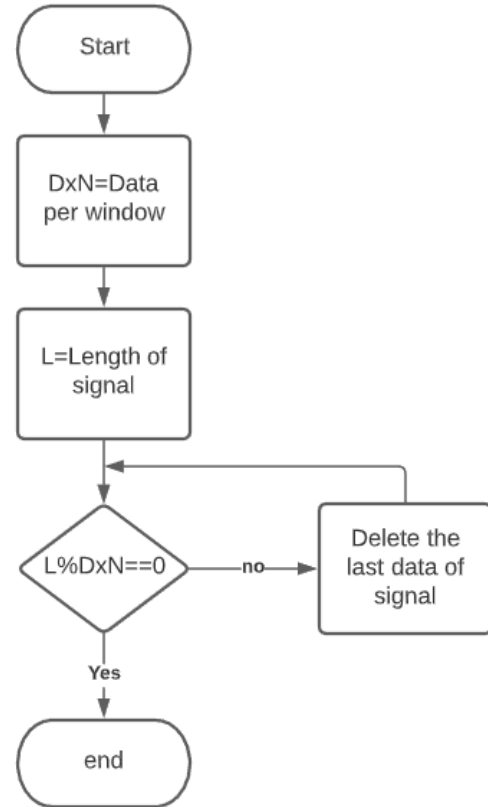 Start
DxN=Data
per window
L=Length of
signal
L%DxN==0
no
Delete the
last data of
signal
Yes
end